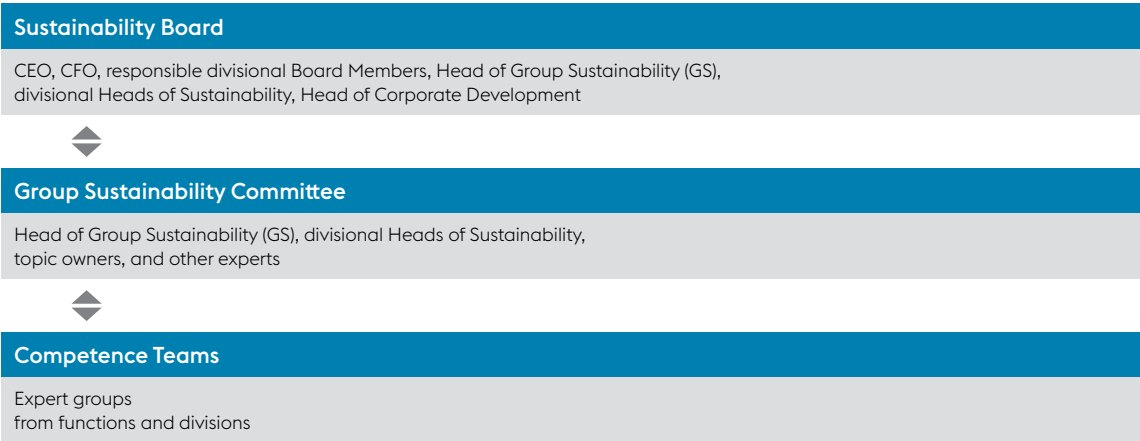 Sustainability Board
CEO, CFO, responsible divisional Board Members, Head of Group Sustainability (GS),
divisional Heads of Sustainability, Head of Corporate Development
Group Sustainability Committee
Head of Group Sustainability (GS), divisional Heads of Sustainability,
topic owners, and other experts
Competence Teams
Expert groups
from functions and divisions